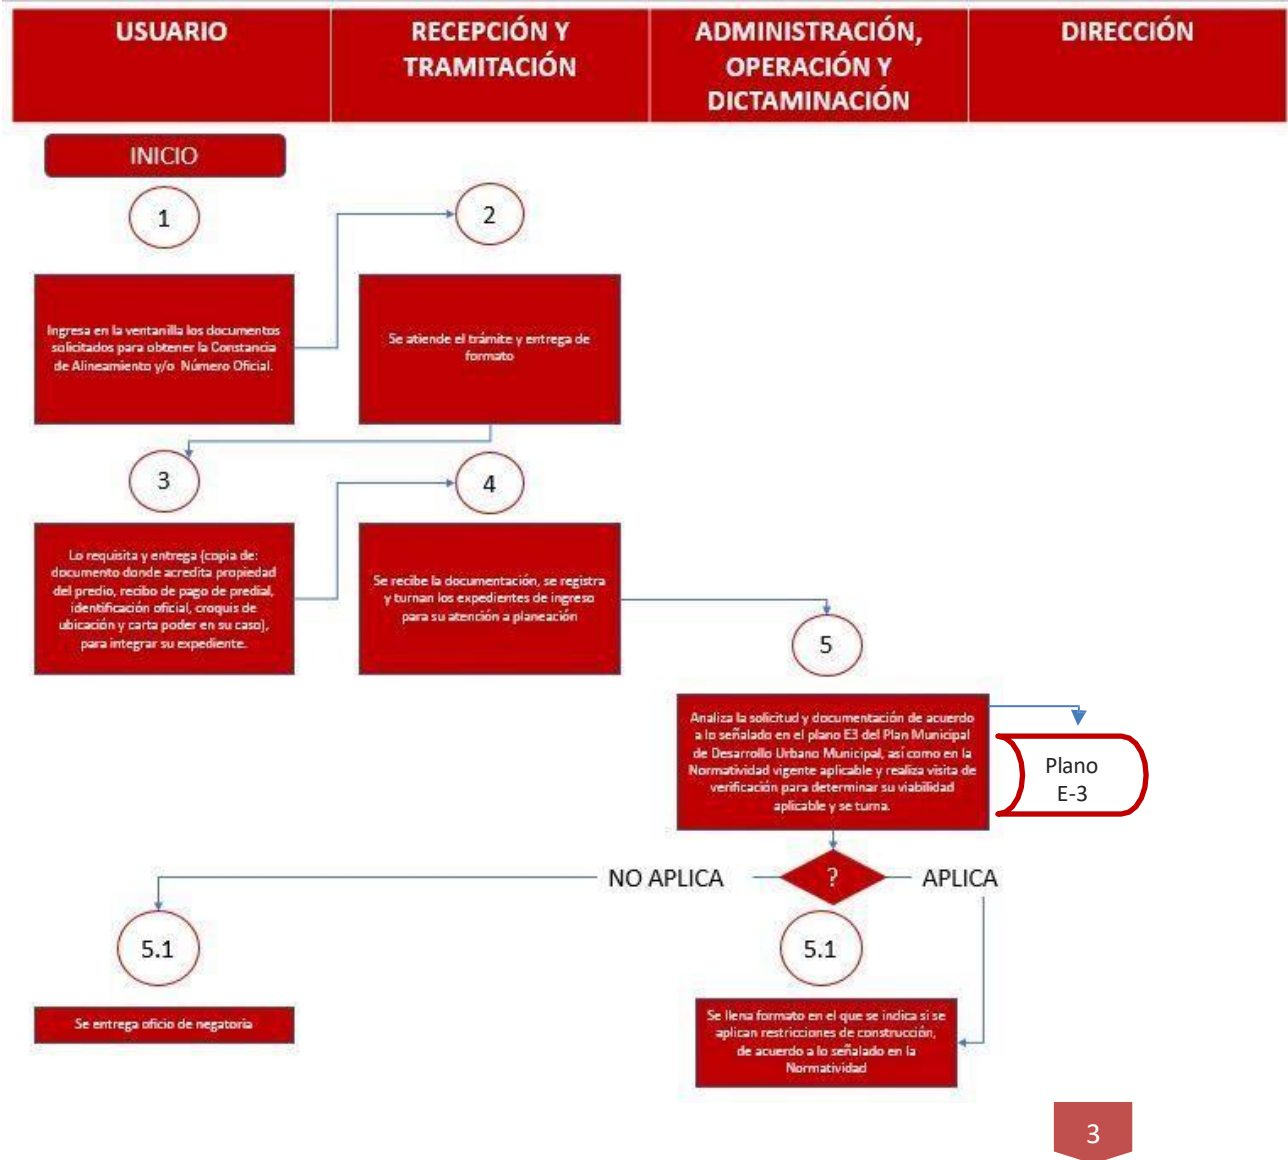 USUARIO
RECEPCIÓN Y
TRAMITACIÓN
ADMINISTRACIÓN,
OPERACIÓN Y
DICTAMINACIÓN
DIRECCIÓN
INICIO
1
2
Ingresa en la ventanilla los documentos
solicitados para obtener la Constancia
de Alineamiento y/o Número Oficial.
Se atiende el trámite y entrega de
formato
3
4
Lo requisita y entrega (copia de:
documento donde acredita propiedad
del predio, recibo de pago de predial,
identificación oficial, croquis de
ubicación y carta poder en su caso),
para integrar su expediente.
Se recibe la documentación, se registra
y turnan los expedientes de ingreso
para su atención a planeación
5
Analiza la solicitud y documentación de acuerdo
a lo señalado en el plano E3 del Plan Municipal
de Desarrollo Urbano Municipal, así como en la
Normatividad vigente aplicable y realiza visita de
verificación para determinar su viabilidad
aplicable y se turna.
Plano
E-3
NO APLICA
?
APLICA
5.1
5.1
Se entrega oficio de negatoria
Se llena formato en el que se indica si se
aplican restricciones de construcción,
de acuerdo a lo señalado en la
Normatividad
3